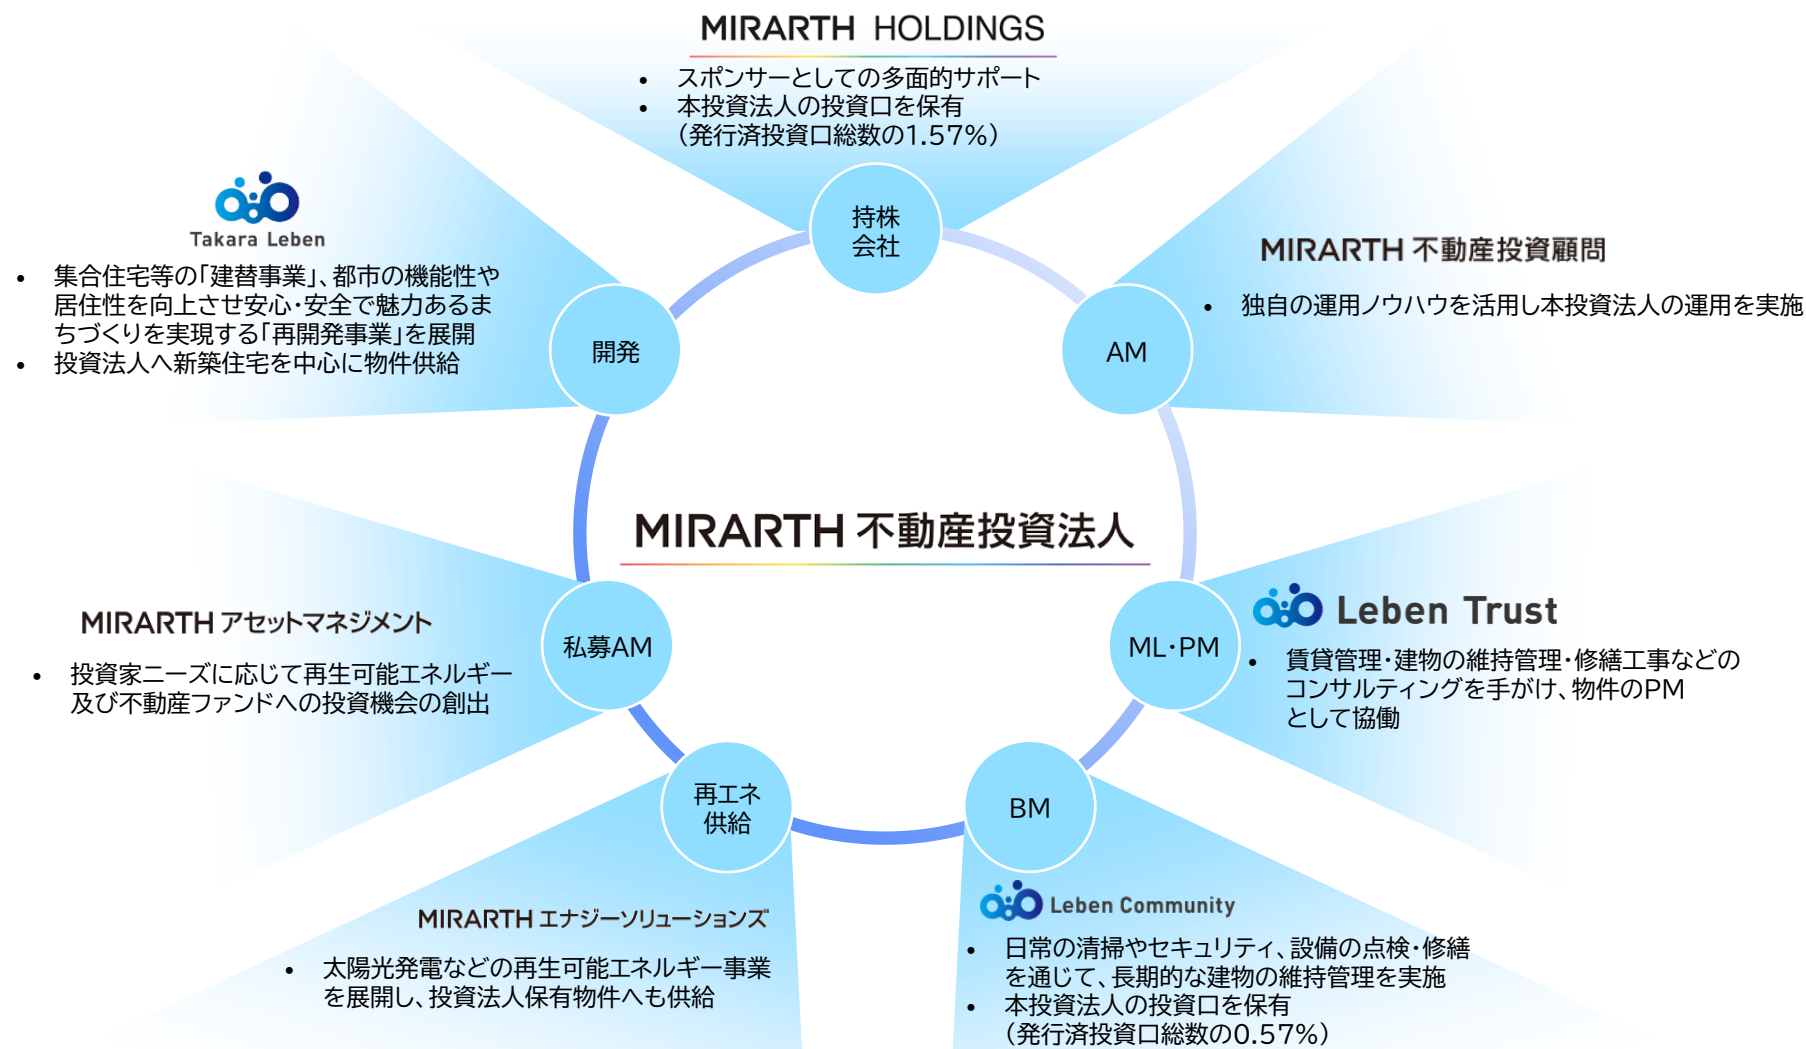 MIRARTH HOLDINGS
• スポンサーとしての多面的サポート
• 本投資法人の投資口を保有
（発行済投資口総数の1.57%）
持株
会社
Takara Leben
• 集合住宅等の「建替事業」、都市の機能性や
居住性を向上させ安心・安全で魅力あるま
ちづくりを実現する「再開発事業」を展開
• 投資法人へ新築住宅を中心に物件供給
開発
MIRARTH 不動産投資顧問
• 独自の運用ノウハウを活用し本投資法人の運用を実施
AM
MIRARTH 不動産投資法人
MIRARTH アセットマネジメント
• 投資家ニーズに応じて再生可能エネルギー
及び不動産ファンドへの投資機会の創出
私募AM
Leben Trust
• 賃貸管理・建物の維持管理・修繕工事などの
コンサルティングを手がけ、物件のPM
として協働
ML・PM
再エネ
供給
MIRARTH エナジーソリューションズ
• 太陽光発電などの再生可能エネルギー事業
を展開し、投資法人保有物件へも供給
BM
Leben Community
• 日常の清掃やセキュリティ、設備の点検・修繕
を通じて、長期的な建物の維持管理を実施
• 本投資法人の投資口を保有
（発行済投資口総数の0.57%）